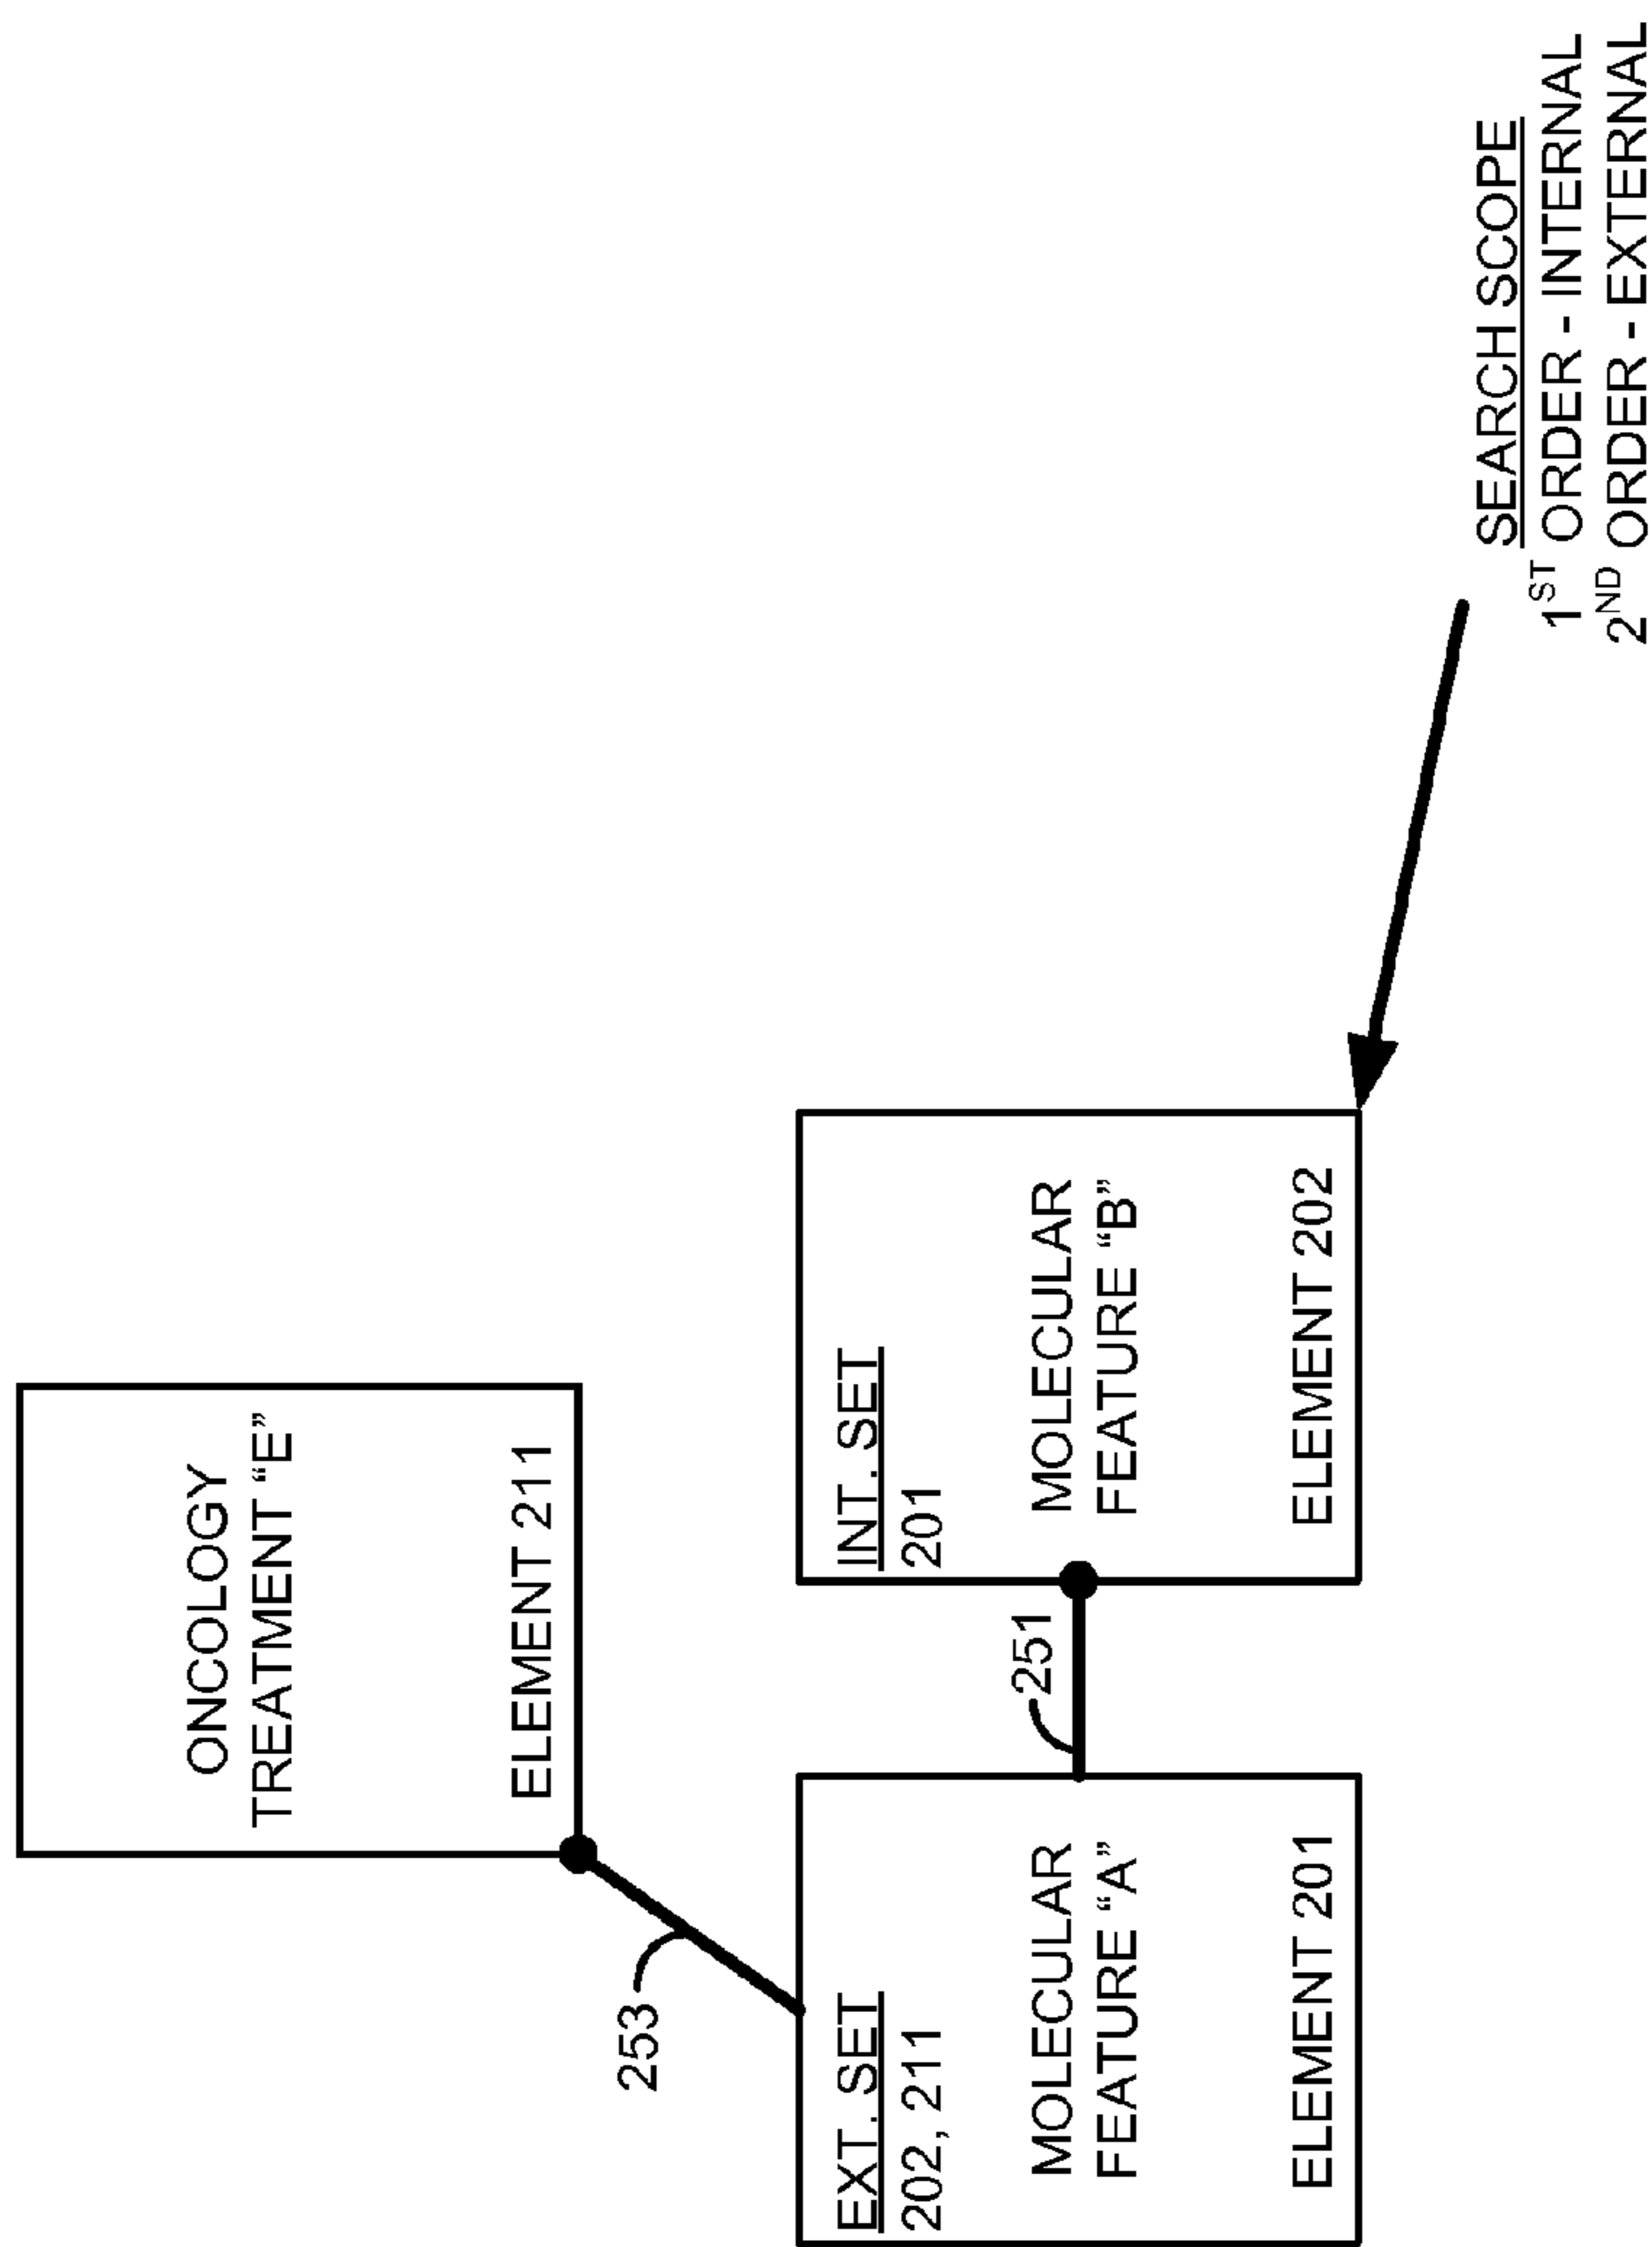 ONCOLOGY
TREATMENT “E”
ELEMENT 211
253
EXT. SET
202, 211
MOLECULAR
FEATURE “A”
ELEMENT 201
251
INT. SET
201
MOLECULAR
FEATURE “B”
ELEMENT 202
SEARCH SCOPE
1ST ORDER - INTERNAL
2ND ORDER - EXTERNAL